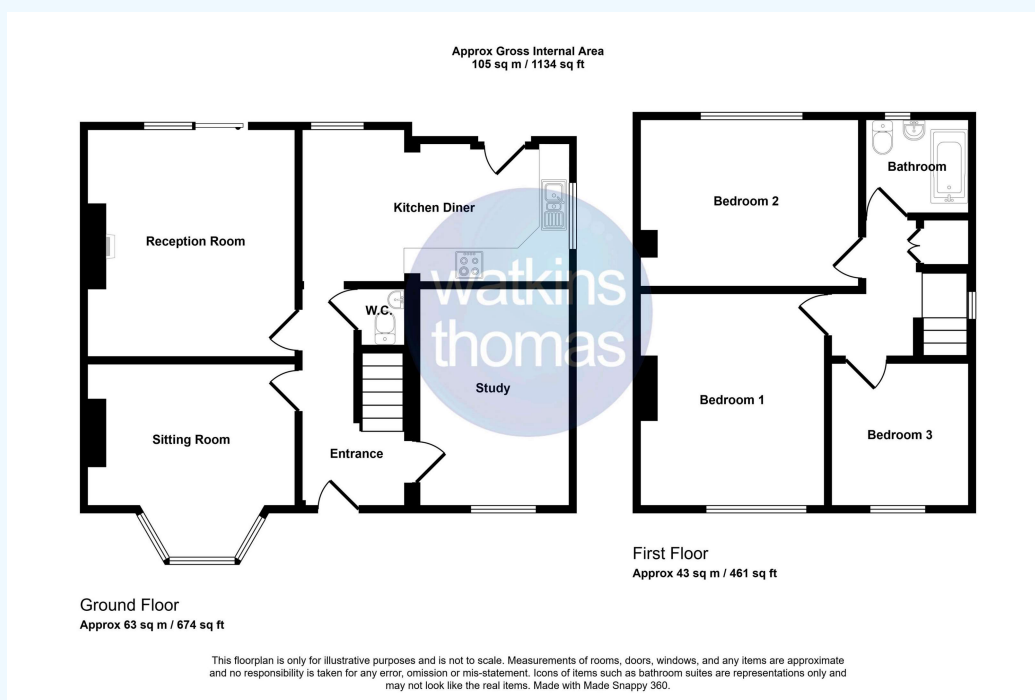 Approx Gross Internal Area
105 sq m / 1134 sq ft
Reception Room
Kitchen Diner
W.C.
Study
Sitting Room
Entrance
Bedroom 2
Bathroom
Bedroom 1
Bedroom 3
watkins
thomas
Ground Floor
Approx 63 sq m / 674 sq ft
First Floor
Approx 43 sq m / 461 sq ft
This floorplan is only for illustrative purposes and is not to scale. Measurements of rooms, doors, windows, and any items are approximate
and no responsibility is taken for any error, omission or mis-statement. Icons of items such as bathroom suites are representations only and
may not look like the real items. Made with Made Snappy 360.